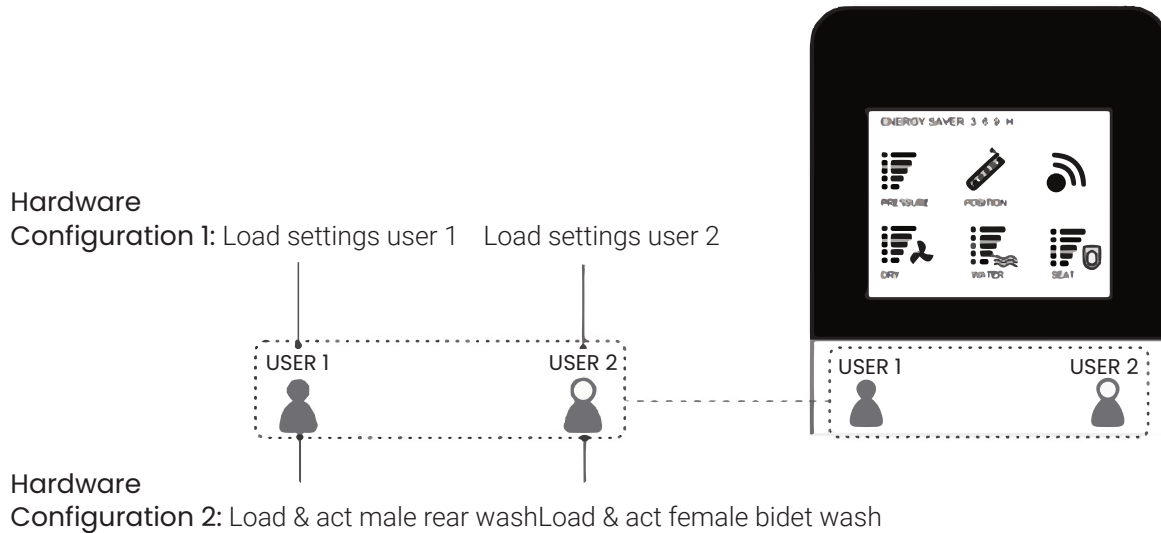 ENERGY SAVER 3 6 9 H
PRESSURE POSITION
DRY WATER SEAT
Hardware
Configuration 1: Load settings user 1 Load settings user 2
USER 1 USER 2
USER 1 USER 2
Hardware
Configuration 2: Load & act male rear washLoad & act female bidet wash